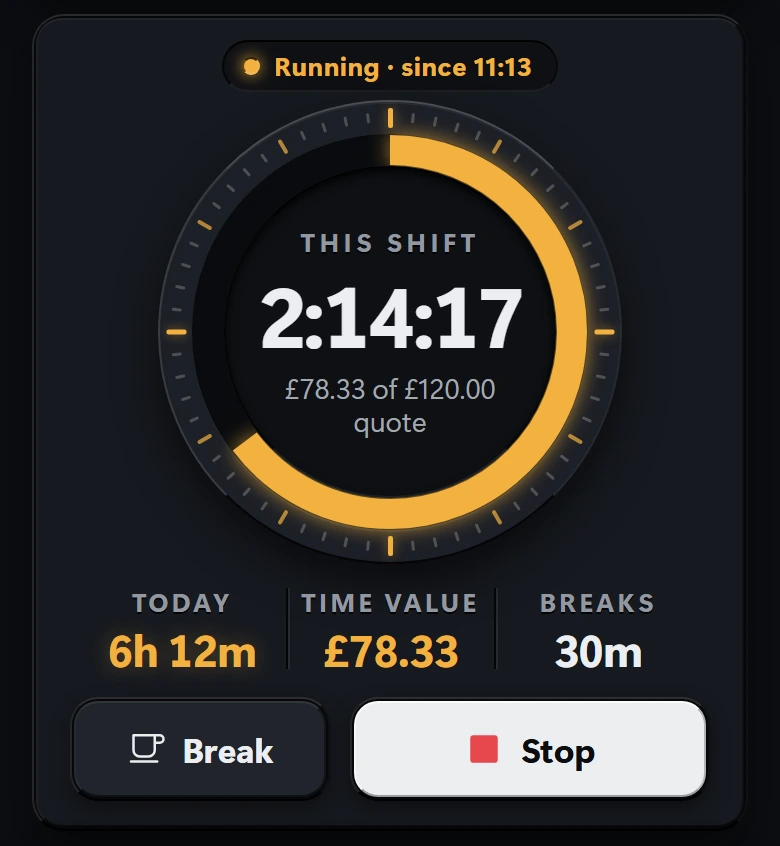 Running · since 11:13
THIS SHIFT
2:14:17
£78.33 of £120.00
quote
TODAY
6h 12m
TIME VALUE
£78.33
BREAKS
30m
Break
Stop